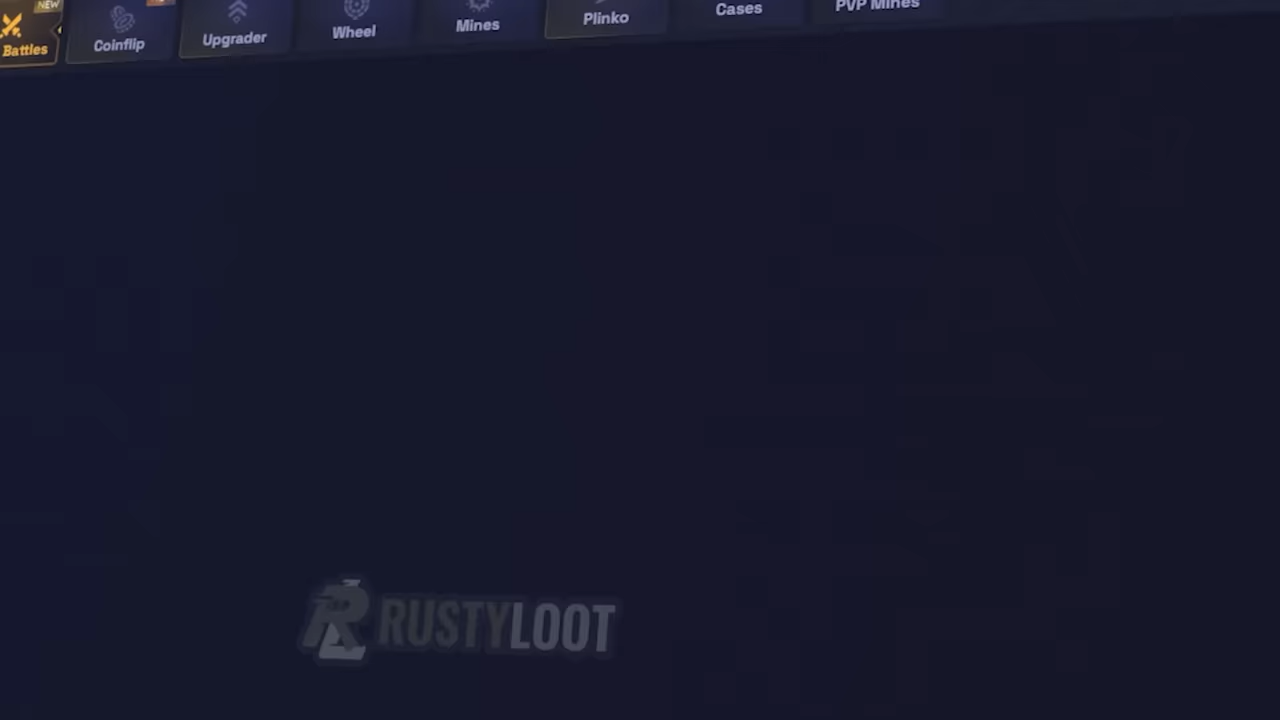 NEW
Battles
Coinflip
Upgrader
Wheel
Mines
Plinko
Cases
PVP Mines
RUSTYLOOT